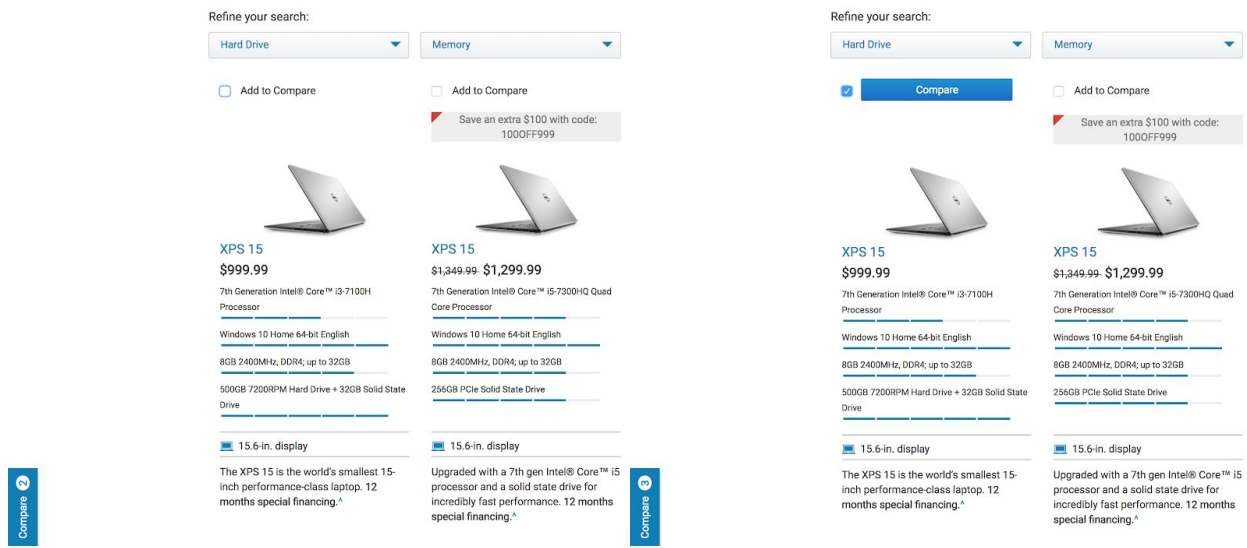 Refine your search:
Hard Drive
Memory
Add to Compare
Add to Compare
Save an extra $100 with code:
100OFF999
XPS 15
$999.99
7th Generation Intel® Core™ i3-7100H
Processor
Windows 10 Home 64-bit English
8GB 2400MHz, DDR4; up to 32GB
500GB 7200RPM Hard Drive + 32GB Solid State
Drive
15.6-in. display
The XPS 15 is the world's smallest 15-
inch performance-class laptop. 12
months special financing.^
XPS 15
$1,349.99 $1,299.99
7th Generation Intel® Core™ i5-7300HQ Quad
Core Processor
Windows 10 Home 64-bit English
8GB 2400MHz, DDR4; up to 32GB
256GB PCIe Solid State Drive
15.6-in. display
Upgraded with a 7th gen Intel® Core™ i5
processor and a solid state drive for
incredibly fast performance. 12 months
special financing.^
Compare 2
Refine your search:
Hard Drive
Memory
Compare
Add to Compare
Save an extra $100 with code:
100OFF999
XPS 15
$999.99
7th Generation Intel® Core™ i3-7100H
Processor
Windows 10 Home 64-bit English
8GB 2400MHz, DDR4; up to 32GB
500GB 7200RPM Hard Drive + 32GB Solid State
Drive
15.6-in. display
The XPS 15 is the world's smallest 15-
inch performance-class laptop. 12
months special financing.^
XPS 15
$1,349.99 $1,299.99
7th Generation Intel® Core™ i5-7300HQ Quad
Core Processor
Windows 10 Home 64-bit English
8GB 2400MHz, DDR4; up to 32GB
256GB PCIe Solid State Drive
15.6-in. display
Upgraded with a 7th gen Intel® Core™ i5
processor and a solid state drive for
incredibly fast performance. 12 months
special financing.^
Compare 3